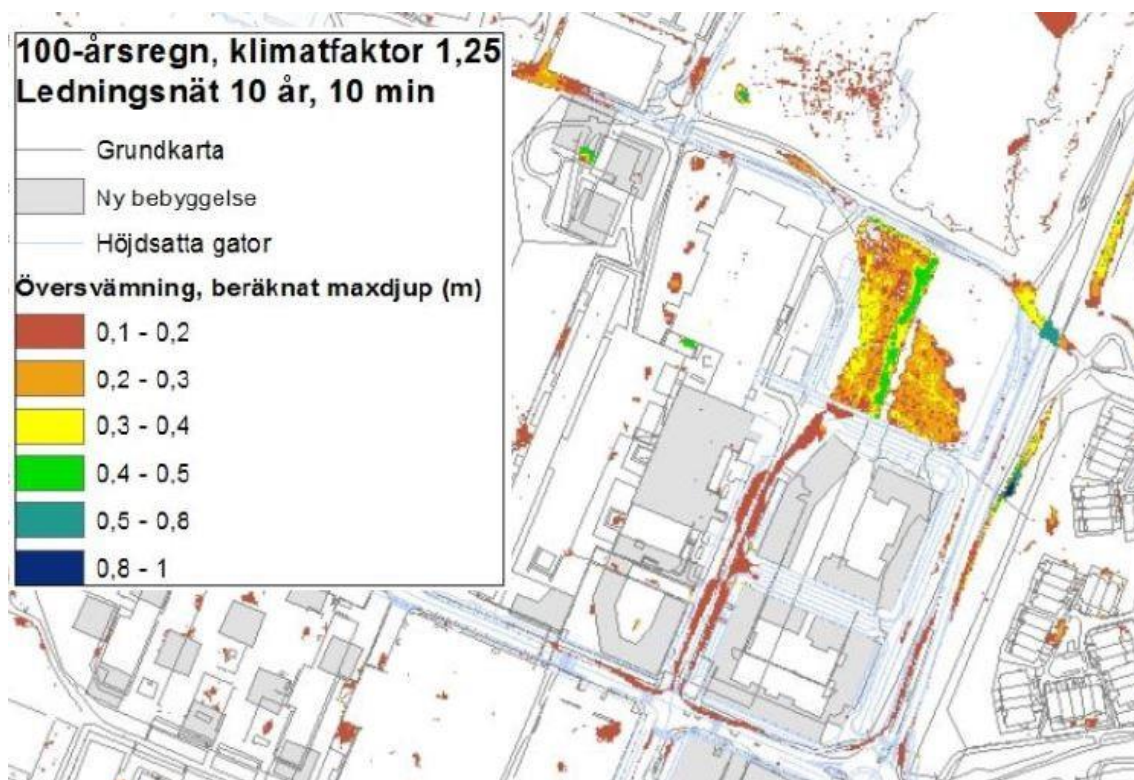 100-årsregn, klimatfaktor 1,25
Ledningsnät 10 år, 10 min
Grundkarta
Ny bebyggelse
Höjdsatta gator
Översvämning, beräknat maxdjup (m)
0,1 - 0,2
0,2 - 0,3
0,3 - 0,4
0,4 - 0,5
0,5 - 0,8
0,8 - 1